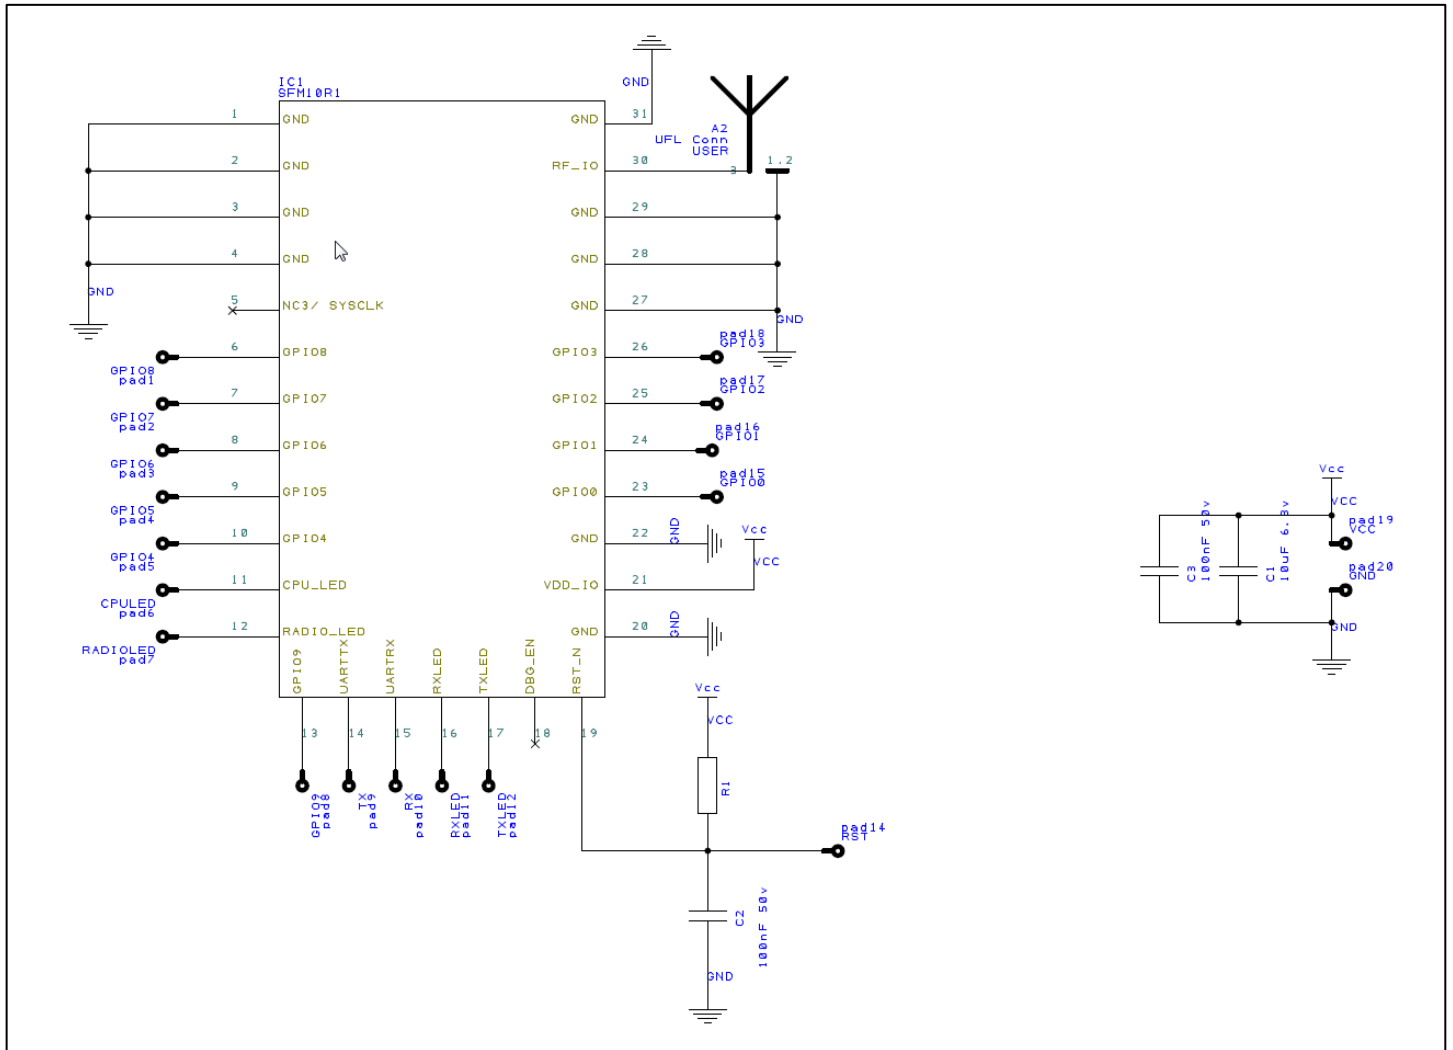 IC1
SFM10R1
GND
A2
UFL Conn
USER
1 GND
GND 31
2 GND
RF_IO 30
3 1.2
3 GND
GND 29
4 GND
GND 28
GND
5 NC3/ SYSCLK
GND 27
GND
6 GPIO8
GPIO3 26
pad18
GPIO3
GPIO8
pad1
7 GPIO7
GPIO2 25
pad17
GPIO2
GPIO7
pad2
8 GPIO6
GPIO1 24
pad16
GPIO1
GPIO6
pad3
9 GPIO5
GPIO0 23
pad15
GPIO0
GPIO5
pad4
10 GPIO4
GND 22
GND
Vcc
VCC
GPIO4
pad5
11 CPU_LED
VDD_IO 21
CPULED
pad6
12 RADIO_LED
GND 20
GND
RADIOLED
pad7
GPIO9
UARTTX
UARTRX
RXLED
TXLED
DBG_EN
RST_N
13 14 15 16 17 18 19
GPIO9
pad8
TX
pad9
RX
pad10
RXLED
pad11
TXLED
pad12
Vcc
VCC
R1
pad14
RST
C2
100nF 50v
GND
Vcc
VCC
pad19
VCC
C3
100nF 50v
C1
10uF 6.3v
pad20
GND
GND